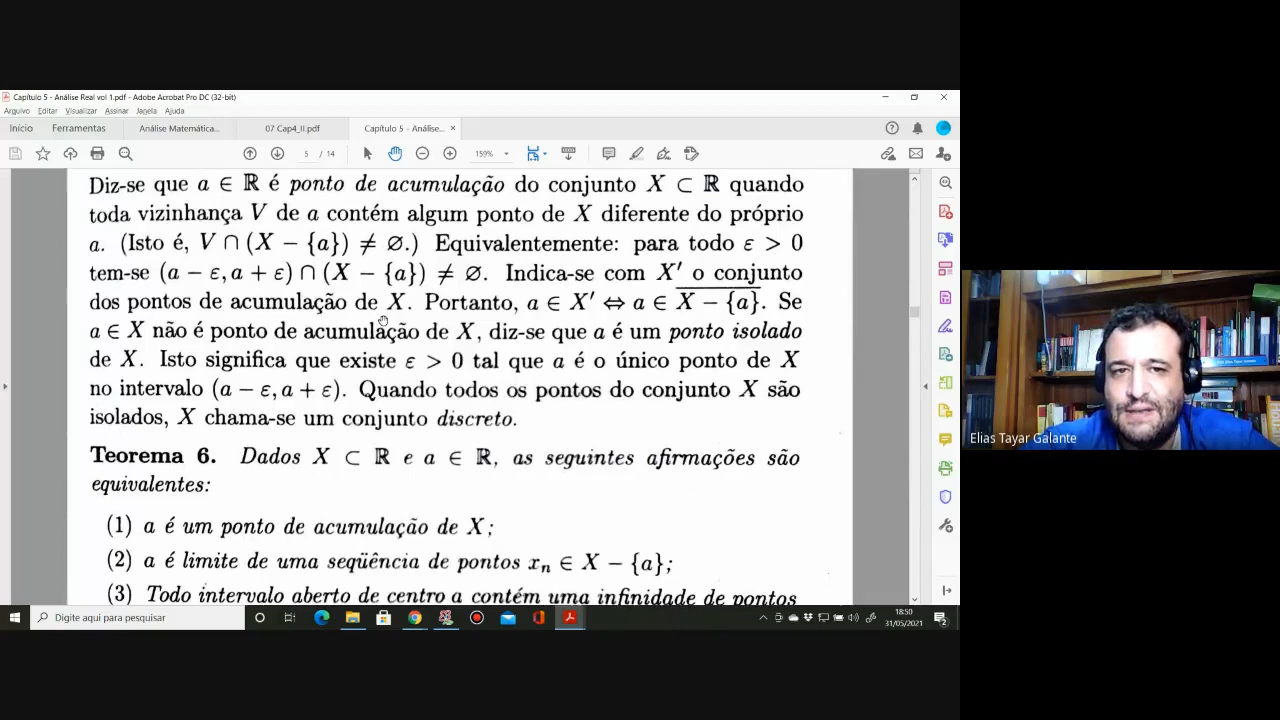 Capítulo 5 - Análise Real vol 1.pdf - Adobe Acrobat Pro DC (32-bit)
Arquivo Editar Visualizar Assinar Janela Ajuda
Início Ferramentas Análise Matemática... 07 Cap4_II.pdf Capítulo 5 - Análise... ×
5 / 14 159%
Diz-se que a ∈ ℝ é ponto de acumulação do conjunto X ⊂ ℝ quando
toda vizinhança V de a contém algum ponto de X diferente do próprio
a. (Isto é, V ∩ (X − {a}) ≠ ∅.) Equivalentemente: para todo ε > 0
tem-se (a − ε, a + ε) ∩ (X − {a}) ≠ ∅. Indica-se com X′ o conjunto
dos pontos de acumulação de X. Portanto, a ∈ X′ ⇔ a ∈ X̅ ̅−̅ ̅{̅a̅}̅. Se
a ∈ X não é ponto de acumulação de X, diz-se que a é um ponto isolado
de X. Isto significa que existe ε > 0 tal que a é o único ponto de X
no intervalo (a − ε, a + ε). Quando todos os pontos do conjunto X são
isolados, X chama-se um conjunto discreto.
Teorema 6. Dados X ⊂ ℝ e a ∈ ℝ, as seguintes afirmações são
equivalentes:
(1) a é um ponto de acumulação de X;
(2) a é limite de uma seqüência de pontos xₙ ∈ X − {a};
(3) Todo intervalo aberto de centro a contém uma infinidade de pontos
Elias Tayar Galante
Digite aqui para pesquisar
18:50
31/05/2021
2